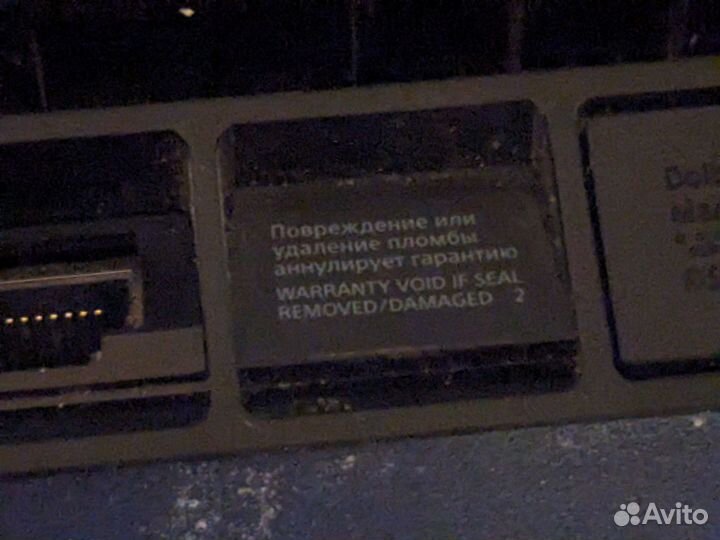 Повреждение или
удаление пломбы
аннулирует гарантию
WARRANTY VOID IF SEAL
REMOVED/DAMAGED 2
Avito